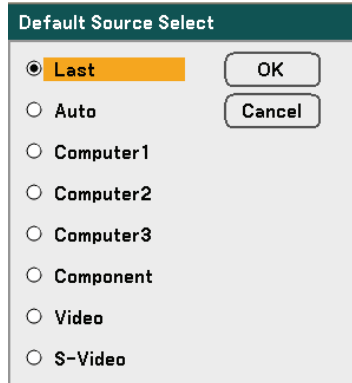 Default Source Select
Last
OK
Auto
Cancel
Computer1
Computer2
Computer3
Component
Video
S-Video